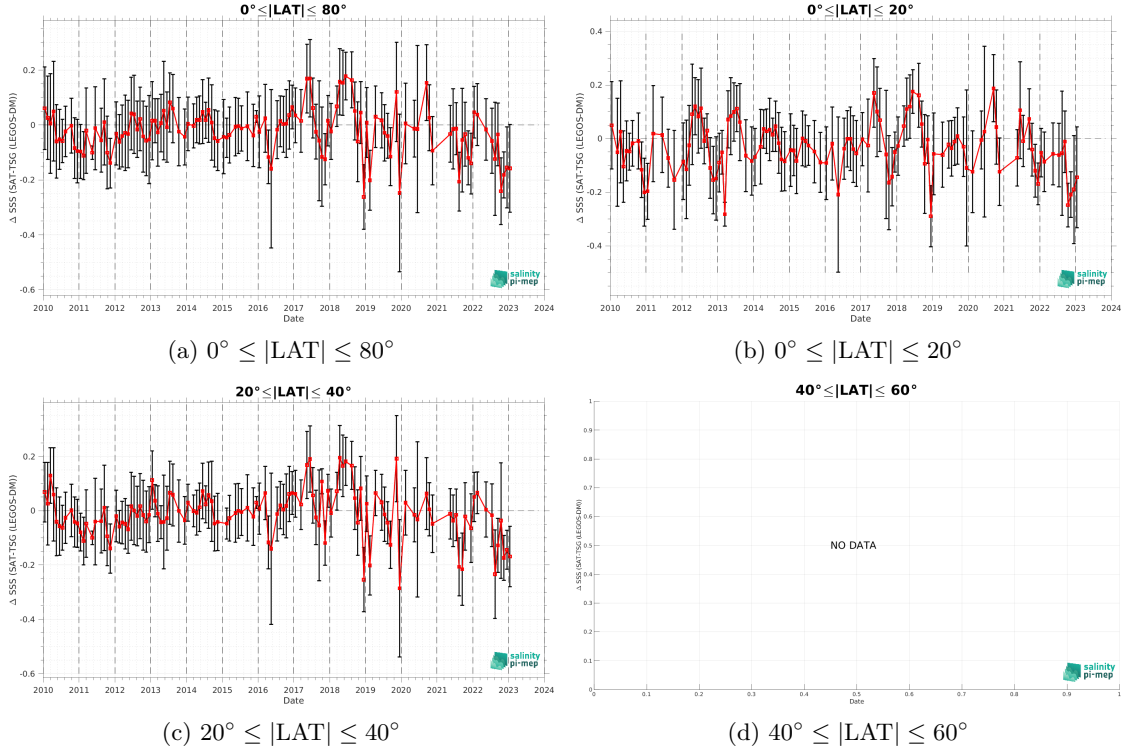 0°≤|LAT|≤ 80°
Δ SSS (SAT-TSG (LEGOS-DM))
0.2
0
-0.2
-0.4
-0.6
2010 2011 2012 2013 2014 2015 2016 2017 2018 2019 2020 2021 2022 2023 2024
Date
salinity
pi-mep
(a) 0° ≤ |LAT| ≤ 80°
0°≤|LAT|≤ 20°
Δ SSS (SAT-TSG (LEGOS-DM))
0.4
0.2
0
-0.2
-0.4
2010 2011 2012 2013 2014 2015 2016 2017 2018 2019 2020 2021 2022 2023 2024
Date
salinity
pi-mep
(b) 0° ≤ |LAT| ≤ 20°
20°≤|LAT|≤ 40°
Δ SSS (SAT-TSG (LEGOS-DM))
0.2
0
-0.2
-0.4
-0.6
2010 2011 2012 2013 2014 2015 2016 2017 2018 2019 2020 2021 2022 2023 2024
Date
salinity
pi-mep
(c) 20° ≤ |LAT| ≤ 40°
40°≤|LAT|≤ 60°
Δ SSS (SAT-TSG (LEGOS-DM))
1
0.9
0.8
0.7
0.6
0.5
0.4
0.3
0.2
0.1
0
NO DATA
0 0.1 0.2 0.3 0.4 0.5 0.6 0.7 0.8 0.9 1
Date
salinity
pi-mep
(d) 40° ≤ |LAT| ≤ 60°